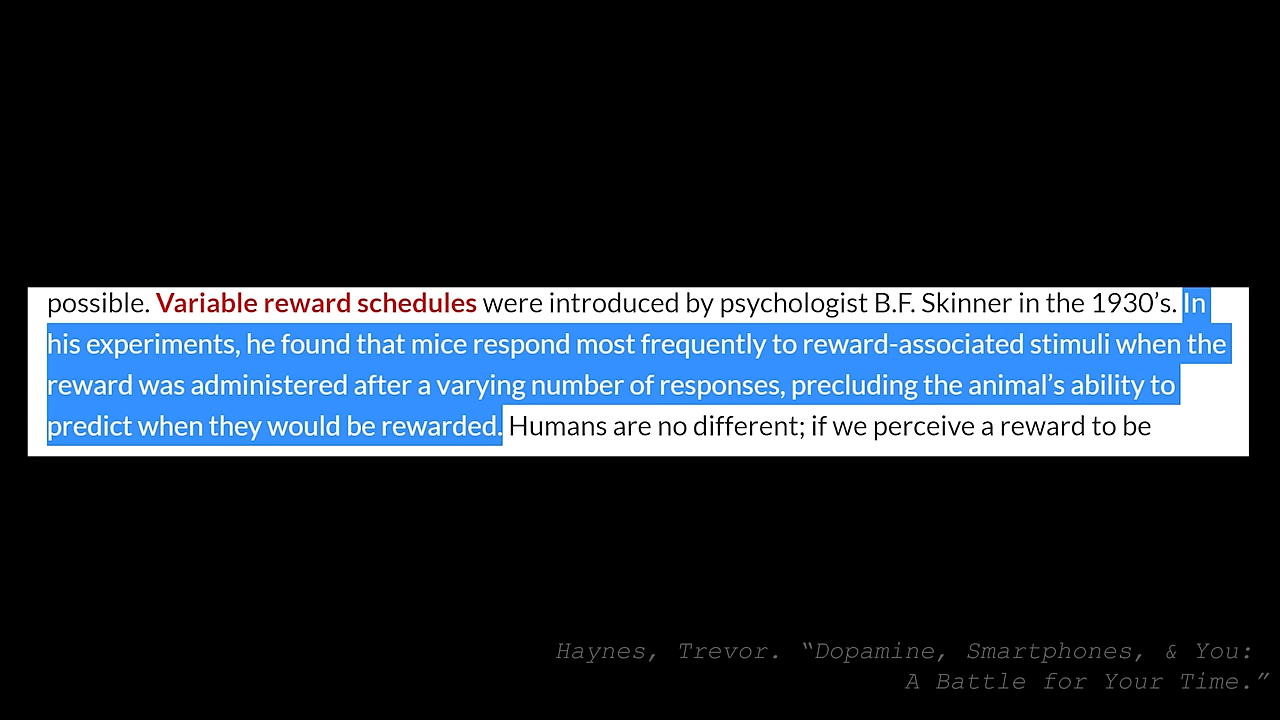 possible. Variable reward schedules were introduced by psychologist B.F. Skinner in the 1930’s. In
his experiments, he found that mice respond most frequently to reward-associated stimuli when the
reward was administered after a varying number of responses, precluding the animal’s ability to
predict when they would be rewarded. Humans are no different; if we perceive a reward to be
Haynes, Trevor. “Dopamine, Smartphones, & You:
A Battle for Your Time.”